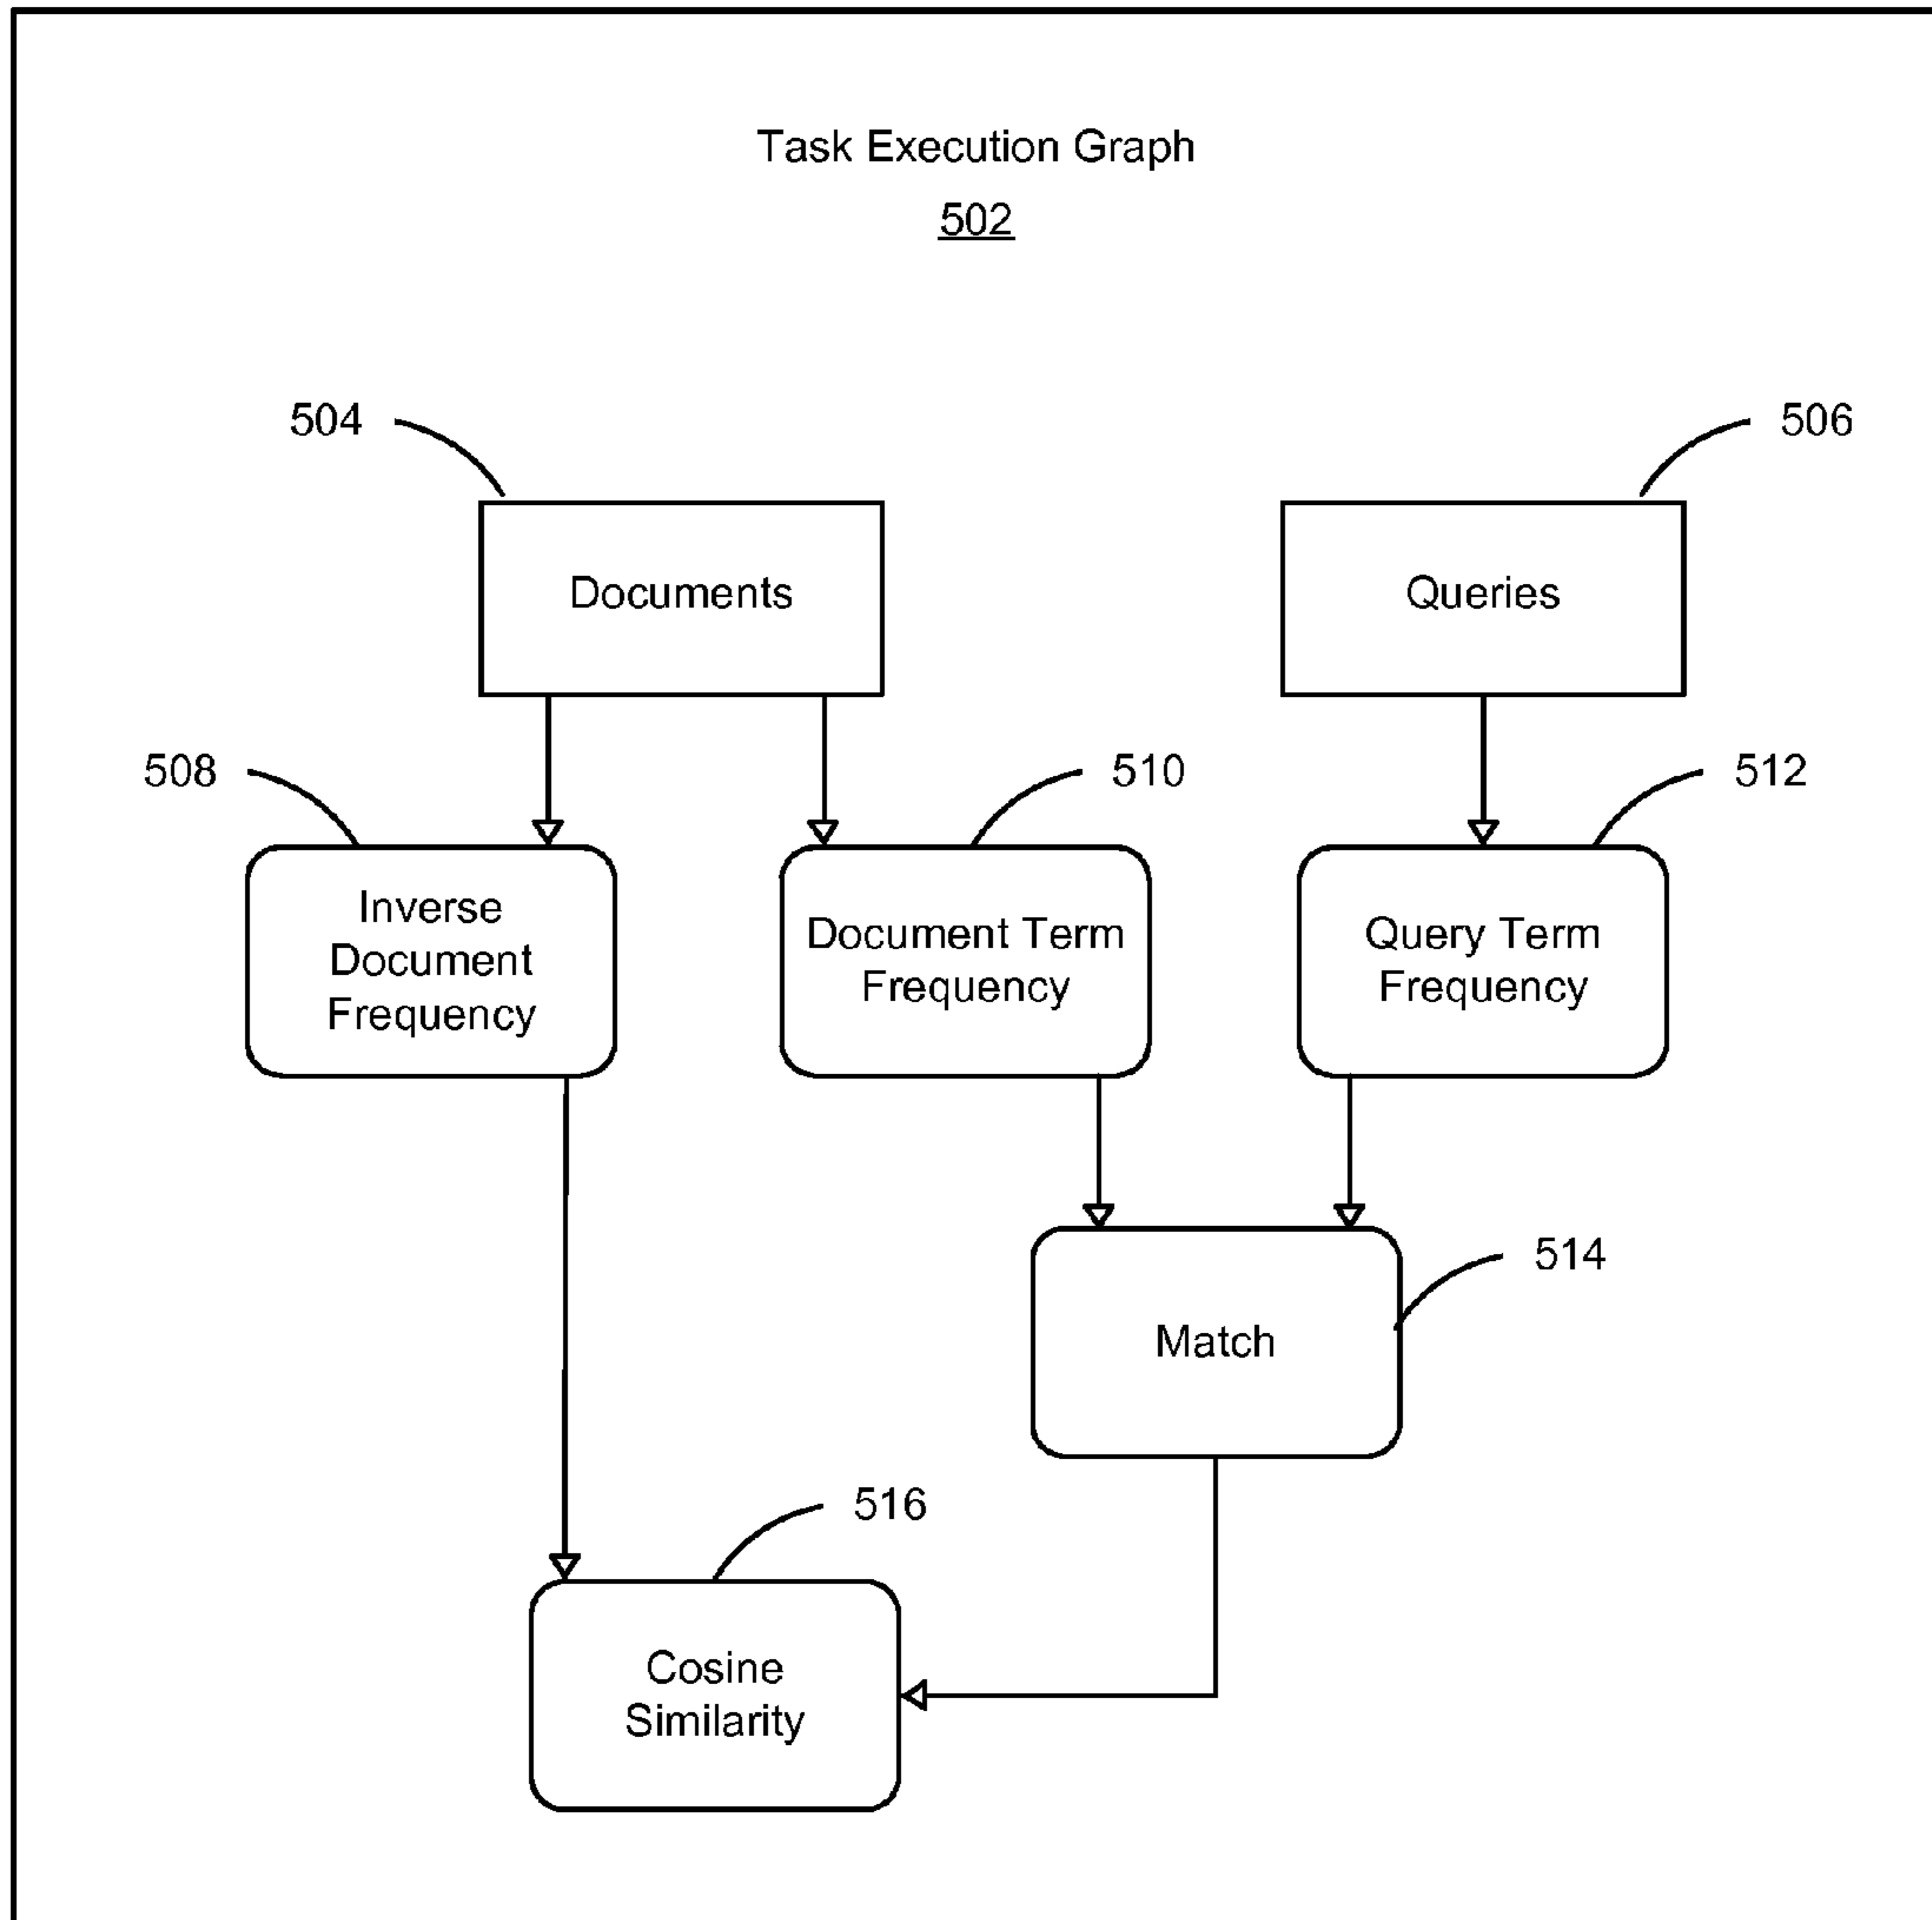 Task Execution Graph
502
504
506
Documents
Queries
508
510
512
Inverse
Document
Frequency
Document Term
Frequency
Query Term
Frequency
514
Match
516
Cosine
Similarity